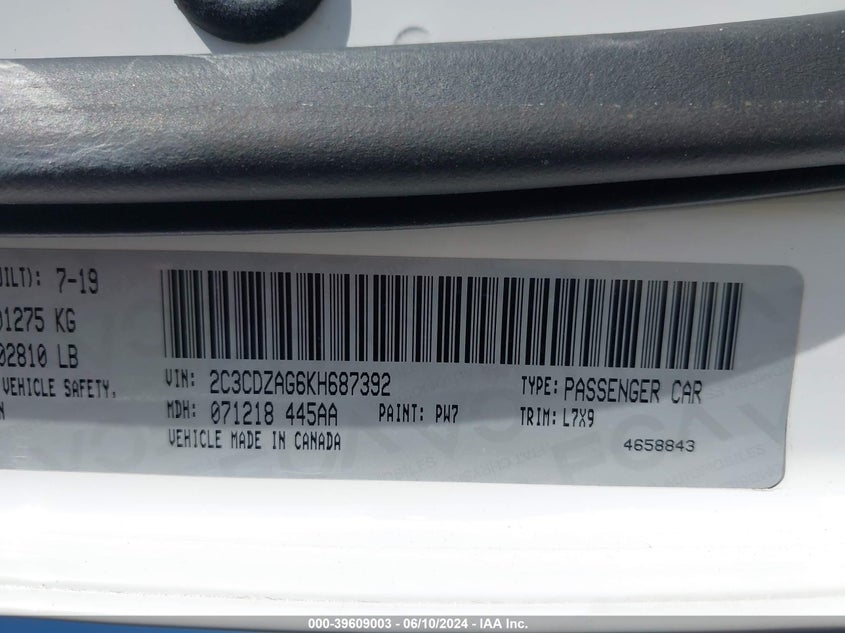 UILT): 7-19
01275 KG
02810 LB
VEHICLE SAFETY,
N
VIN: 2C3CDZAG6KH687392 TYPE: PASSENGER CAR
MDH: 071218 445AA PAINT: PW7 TRIM: L7X9
VEHICLE MADE IN CANADA 4658843
000-39609003 - 06/10/2024 - IAA Inc.